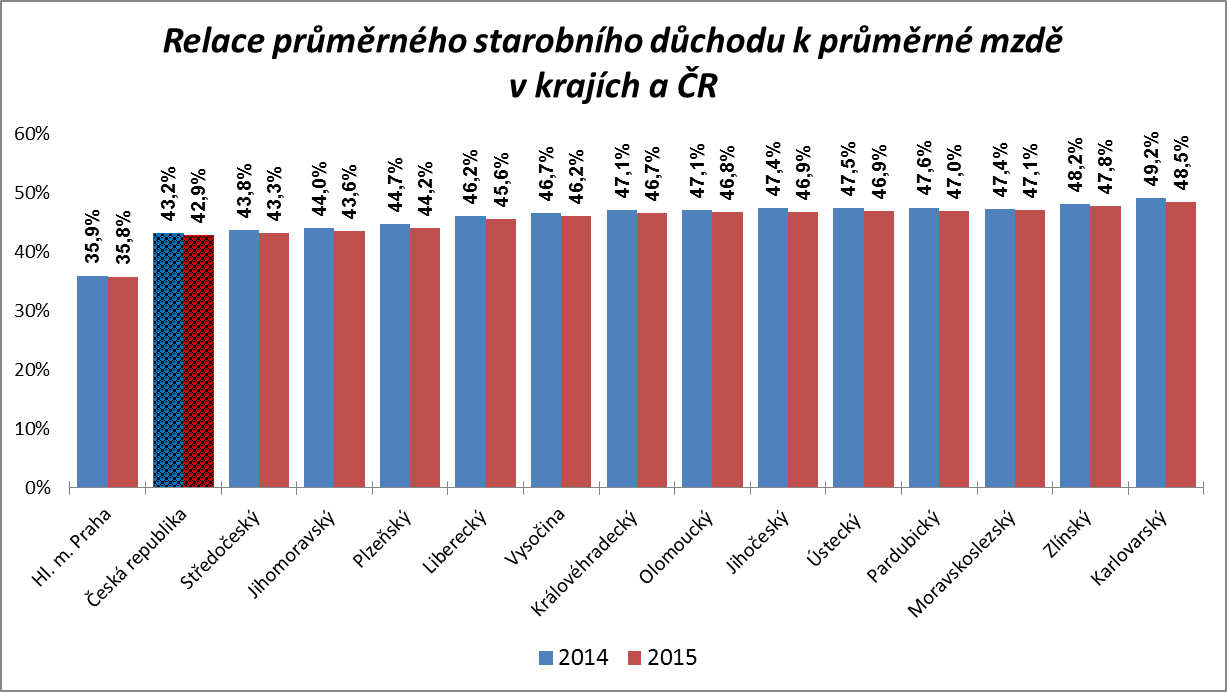 Relace průměrného starobního důchodu k průměrné mzdě
v krajích a ČR
60%
50%
40%
30%
20%
10%
0%
35,9%
35,8%
43,2%
42,9%
43,8%
43,3%
44,0%
43,6%
44,7%
44,2%
46,2%
45,6%
46,7%
46,2%
47,1%
46,7%
47,1%
46,8%
47,4%
46,9%
47,5%
46,9%
47,6%
47,0%
47,4%
47,1%
48,2%
47,8%
49,2%
48,5%
Hl. m. Praha
Česká republika
Středočeský
Jihomoravský
Plzeňský
Liberecký
Vysočina
Královéhradecký
Olomoucký
Jihočeský
Ústecký
Pardubický
Moravskoslezský
Zlínský
Karlovarský
2014
2015